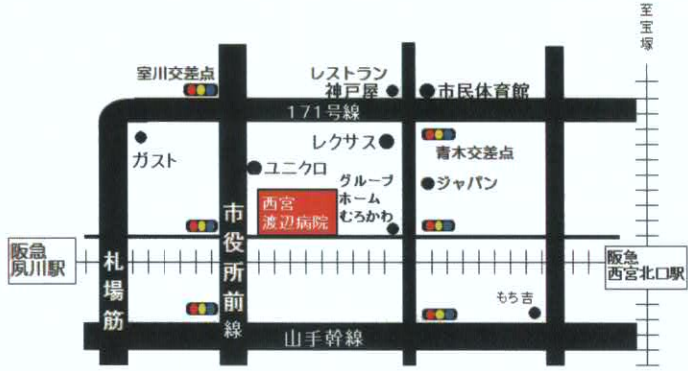 至宝塚
室川交差点
レストラン
神戸屋
市民体育館
171号線
ガスト
レクサス
青木交差点
ユニクロ
グループ
ホーム
むろかわ
ジャパン
西宮
渡辺病院
市役所前線
札場筋
阪急
夙川駅
阪急
西宮北口駅
もち吉
山手幹線